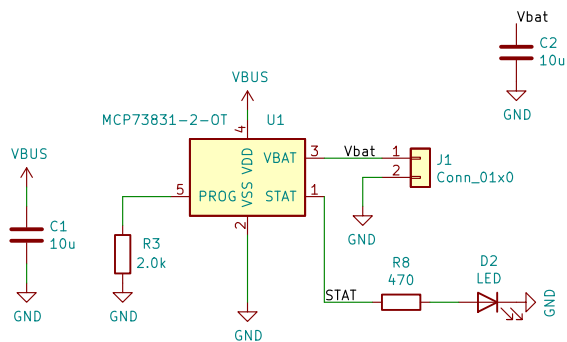 Vbat
C2
10u
GND
VBUS
MCP73831-2-OT
U1
4
VDD
VBAT
3
Vbat
1
J1
2
Conn_01x0
VBUS
5
PROG
VSS
STAT
1
GND
C1
10u
R3
2.0k
2
R8
470
D2
LED
STAT
GND
GND
GND
GND